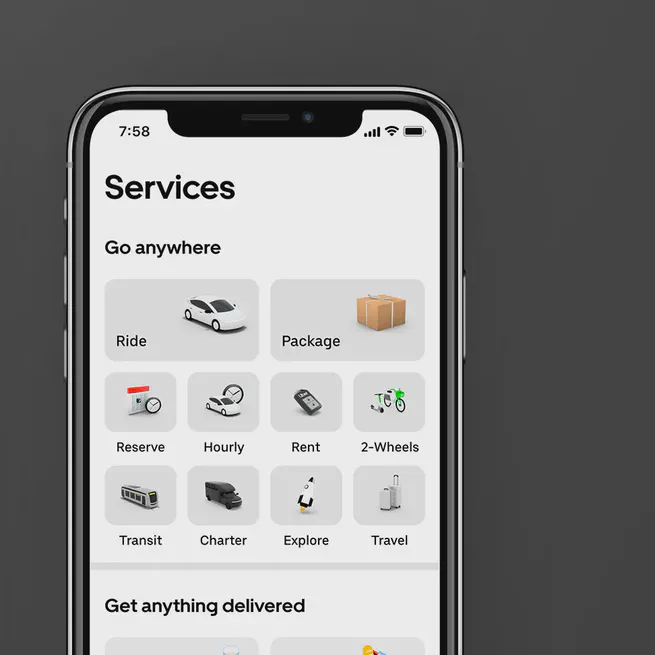 7:58
Services
Go anywhere
Ride
Package
Reserve
Hourly
Rent
2-Wheels
Transit
Charter
Explore
Travel
Get anything delivered